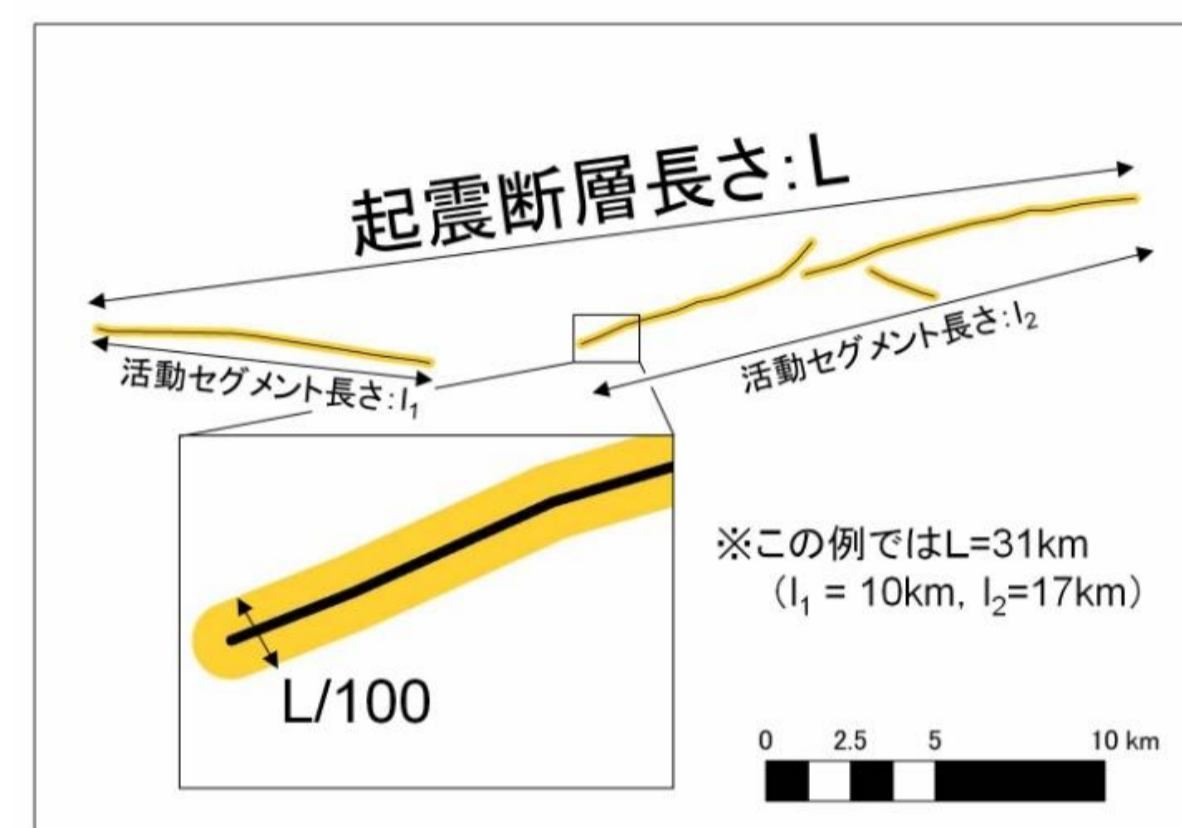 起震断層長さ:L
活動セグメント長さ:l₁
活動セグメント長さ:l₂
L/100
※この例ではL=31km
(l₁ = 10km, l₂=17km)
0 2.5 5 10 km